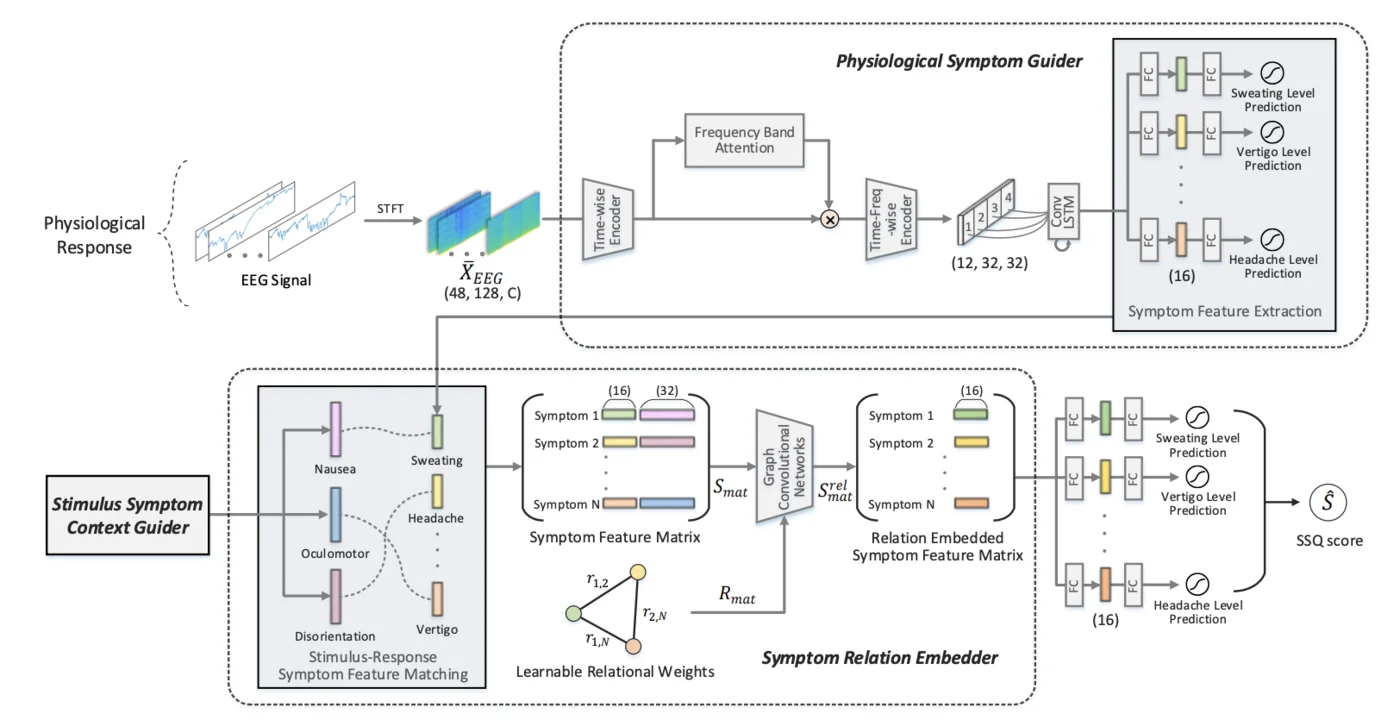 Physiological Symptom Guider
Physiological
Response
EEG Signal
STFT
X̄_EEG
(48, 128, C)
Time-wise
Encoder
Frequency Band
Attention
×
Time-Freq
-wise
Encoder
1 2 3 4
(12, 32, 32)
Conv
LSTM
FC
FC
Sweating Level
Prediction
FC
FC
Vertigo Level
Prediction
FC
FC
Headache Level
Prediction
(16)
Symptom Feature Extraction
Stimulus Symptom
Context Guider
Nausea
Oculomotor
Disorientation
Sweating
Headache
Vertigo
Stimulus-Response
Symptom Feature Matching
(16) (32)
Symptom 1
Symptom 2
Symptom N
Symptom Feature Matrix
S_mat
Graph
Convolutional
Networks
S_mat^rel
(16)
Symptom 1
Symptom 2
Symptom N
Relation Embedded
Symptom Feature Matrix
r_1,2
r_2,N
r_1,N
Learnable Relational Weights
R_mat
Symptom Relation Embedder
FC
FC
Sweating Level
Prediction
FC
FC
Vertigo Level
Prediction
FC
FC
Headache Level
Prediction
(16)
Ŝ
SSQ score